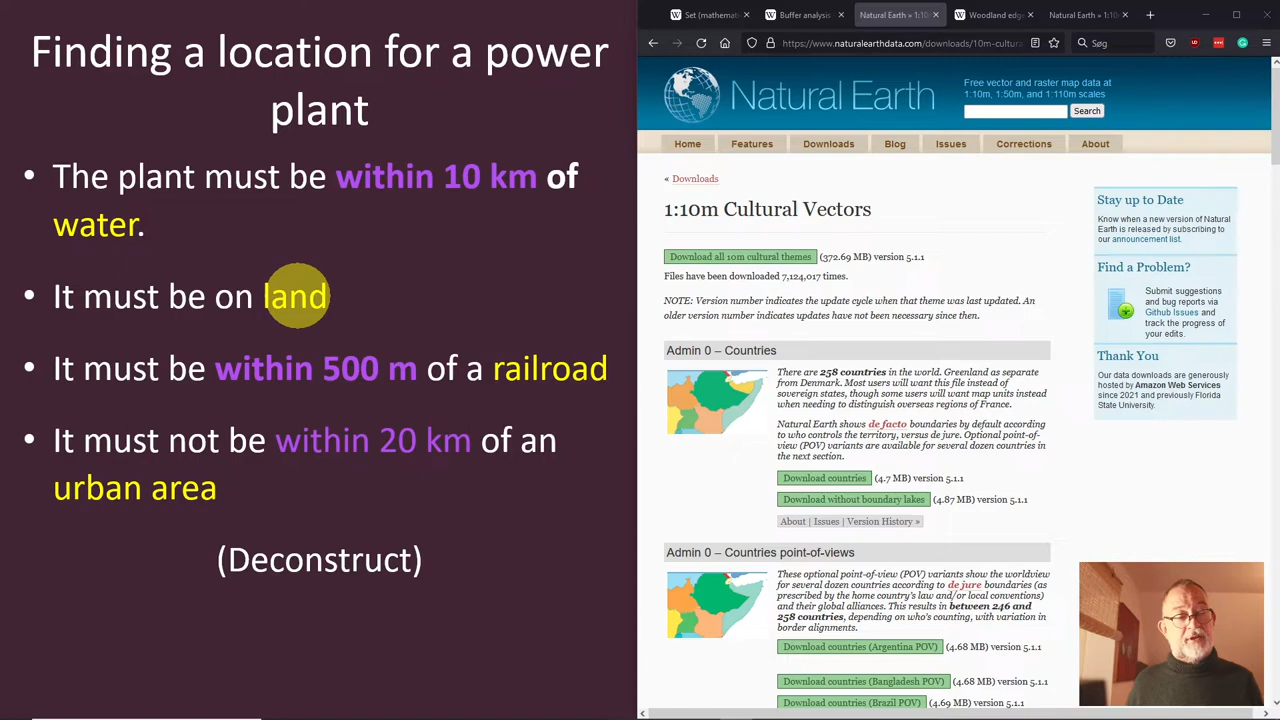 Finding a location for a power
plant
• The plant must be within 10 km of
water.
• It must be on land
• It must be within 500 m of a railroad
• It must not be within 20 km of an
urban area
(Deconstruct)
Set (mathemat
Buffer analysis
Natural Earth » 1:10
Woodland edge
Natural Earth » 1:10
https://www.naturalearthdata.com/downloads/10m-cultura
Søg
Natural Earth
Free vector and raster map data at
1:10m, 1:50m, and 1:110m scales
Search
Home
Features
Downloads
Blog
Issues
Corrections
About
« Downloads
1:10m Cultural Vectors
Download all 10m cultural themes (372.69 MB) version 5.1.1
Files have been downloaded 7,124,017 times.
NOTE: Version number indicates the update cycle when that theme was last updated. An
older version number indicates updates have not been necessary since then.
Admin 0 – Countries
There are 258 countries in the world. Greenland as separate
from Denmark. Most users will want this file instead of
sovereign states, though some users will want map units instead
when needing to distinguish overseas regions of France.
Natural Earth shows de facto boundaries by default according
to who controls the territory, versus de jure. Optional point-of-
view (POV) variants are available for several dozen countries in
the next section.
Download countries (4.7 MB) version 5.1.1
Download without boundary lakes (4.87 MB) version 5.1.1
About | Issues | Version History »
Admin 0 – Countries point-of-views
These optional point-of-view (POV) variants show the worldview
for several dozen countries according to de jure boundaries (as
prescribed by the home country's law and/or local conventions)
and their global alliances. This results in between 246 and
258 countries, depending on who's counting, with variation in
border alignments.
Download countries (Argentina POV) (4.68 MB) version 5.1.1
Download countries (Bangladesh POV) (4.68 MB) version 5.1.1
Download countries (Brazil POV) (4.69 MB) version 5.1.1
Stay up to Date
Know when a new version of Natural
Earth is released by subscribing to
our announcement list.
Find a Problem?
Submit suggestions
and bug reports via
Github Issues and
track the progress of
your edits.
Thank You
Our data downloads are generously
hosted by Amazon Web Services
since 2021 and previously Florida
State University.